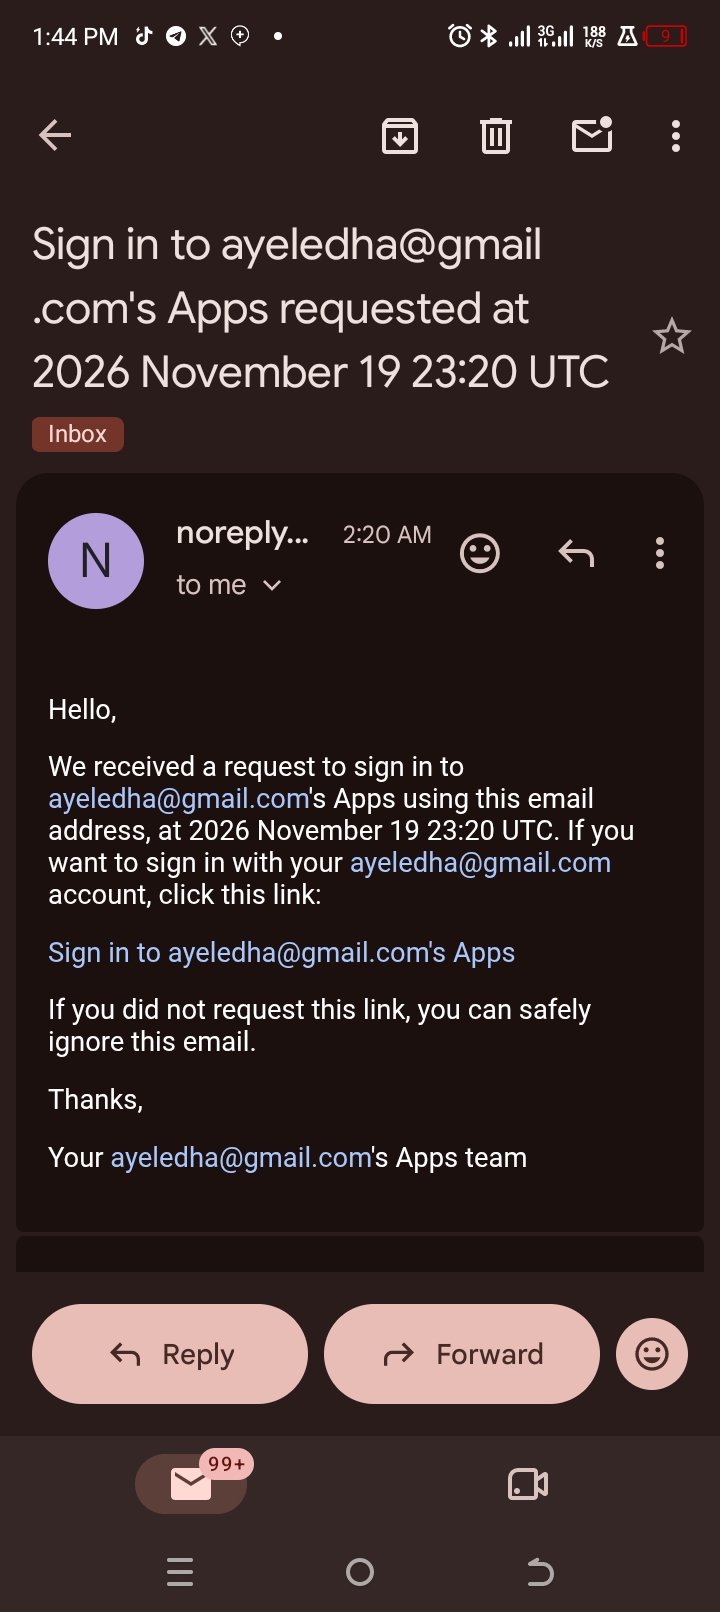 1:44 PM
3G
188
K/S
9
Sign in to ayeledha@gmail
.com's Apps requested at
2026 November 19 23:20 UTC
Inbox
N
noreply... 2:20 AM
to me
Hello,
We received a request to sign in to
ayeledha@gmail.com's Apps using this email
address, at 2026 November 19 23:20 UTC. If you
want to sign in with your ayeledha@gmail.com
account, click this link:
Sign in to ayeledha@gmail.com's Apps
If you did not request this link, you can safely
ignore this email.
Thanks,
Your ayeledha@gmail.com's Apps team
Reply
Forward
99+